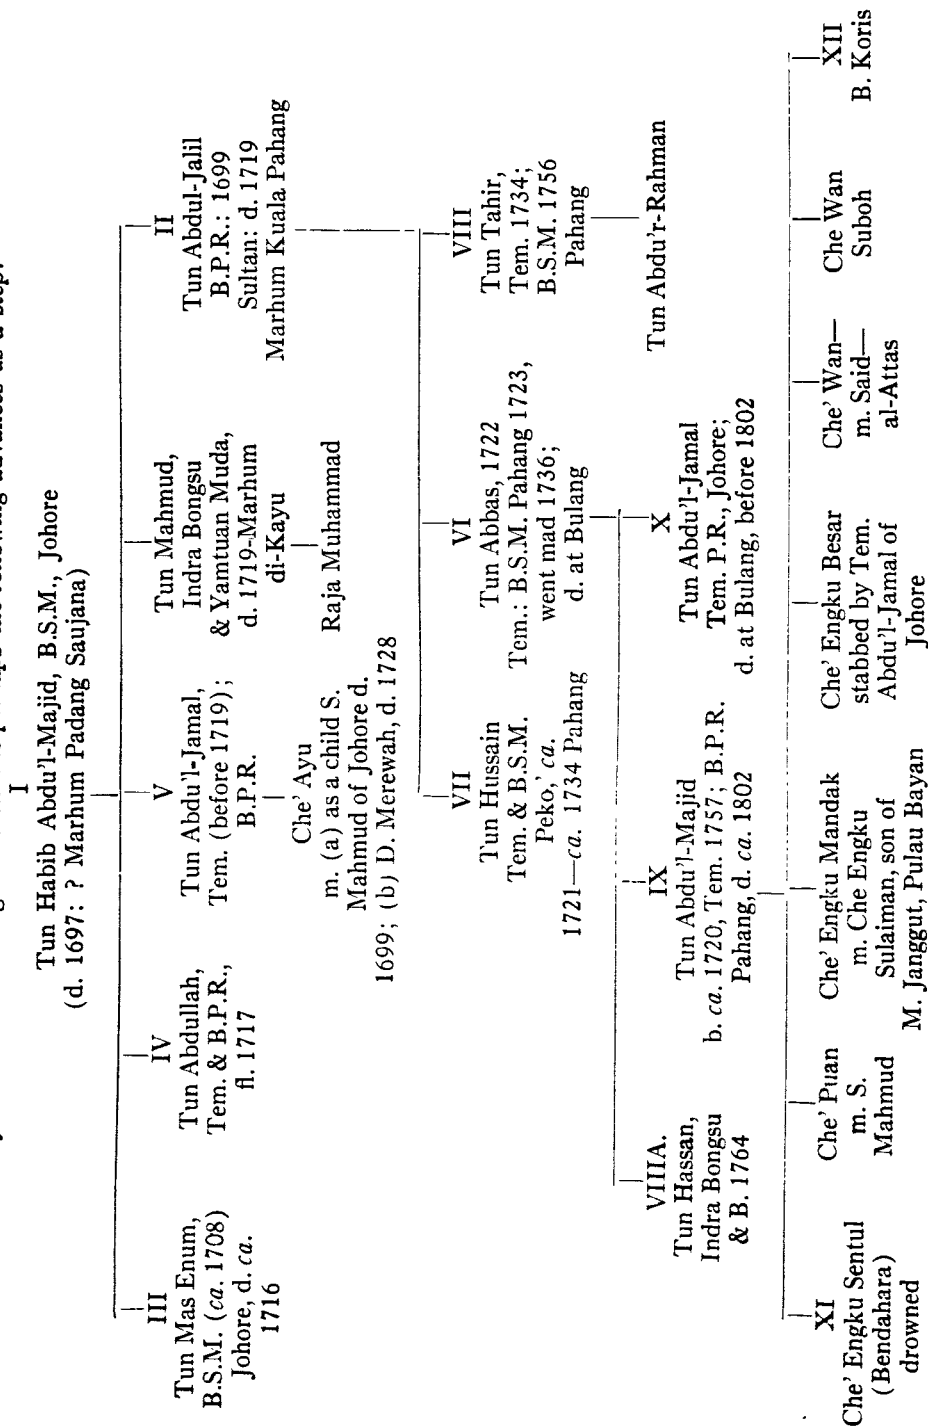 I
Tun Habib Abdu'l-Majid, B.S.M., Johore
(d. 1697: ? Marhum Padang Saujana)
III
Tun Mas Enum,
B.S.M. (ca. 1708)
Johore, d. ca.
1716
IV
Tun Abdullah,
Tem. & B.P.R.,
fl. 1717
V
Tun Abdu'l-Jamal,
Tem. (before 1719);
B.P.R.
Che' Ayu
m. (a) as a child S.
Mahmud of Johore d.
1699; (b) D. Merewah, d. 1728
Tun Mahmud,
Indra Bongsu
& Yamtuan Muda,
d. 1719-Marhum
di-Kayu
Raja Muhammad
II
Tun Abdul-Jalil
B.P.R.: 1699
Sultan: d. 1719
Marhum Kuala Pahang
VII
Tun Hussain
Tem. & B.S.M.
Peko,' ca.
1721—ca. 1734 Pahang
VI
Tun Abbas, 1722
Tem.: B.S.M. Pahang 1723,
went mad 1736;
d. at Bulang
VIII
Tun Tahir,
Tem. 1734;
B.S.M. 1756
Pahang
Tun Abdu'r-Rahman
VIIIA.
Tun Hassan,
Indra Bongsu
& B. 1764
IX
Tun Abdu'l-Majid
b. ca. 1720, Tem. 1757; B.P.R.
Pahang, d. ca. 1802
X
Tun Abdu'l-Jamal
Tem. P.R., Johore;
d. at Bulang, before 1802
XI
Che' Engku Sentul
(Bendahara)
drowned
Che' Puan
m. S.
Mahmud
Che' Engku Mandak
m. Che Engku
Sulaiman, son of
M. Janggut, Pulau Bayan
Che' Engku Besar
stabbed by Tem.
Abdu'l-Jamal of
Johore
Che' Wan—
m. Said—
al-Attas
Che Wan
Suboh
XII
B. Koris